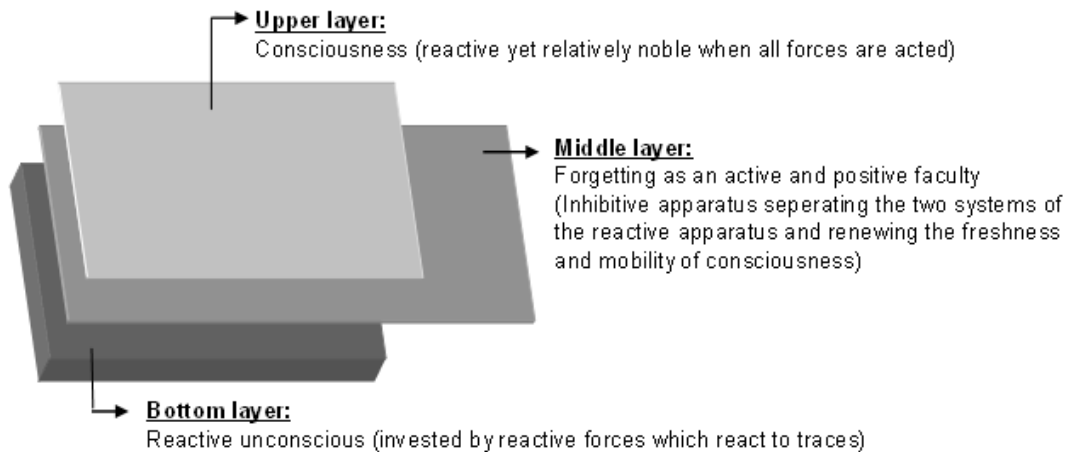 Upper layer:
Consciousness (reactive yet relatively noble when all forces are acted)
Middle layer:
Forgetting as an active and positive faculty
(Inhibitive apparatus seperating the two systems of
the reactive apparatus and renewing the freshness
and mobility of consciousness)
Bottom layer:
Reactive unconscious (invested by reactive forces which react to traces)